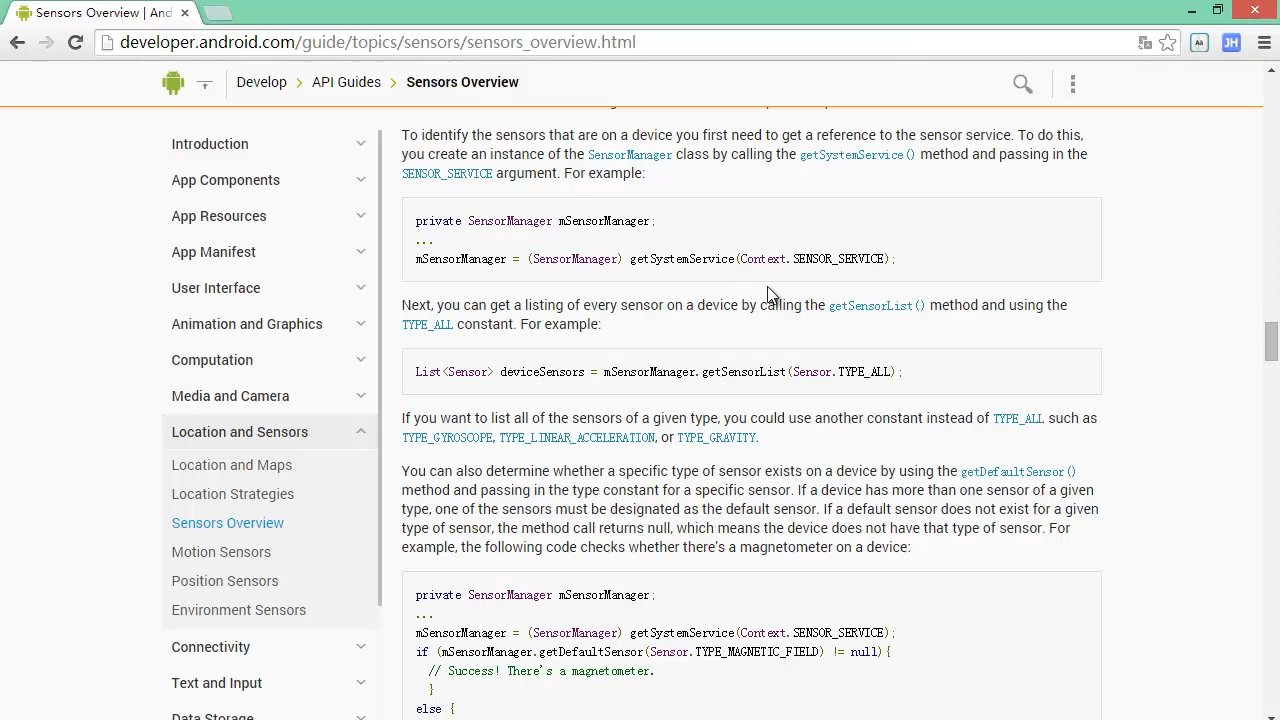 Sensors Overview | And
developer.android.com/guide/topics/sensors/sensors_overview.html
Aa
JH
Develop > API Guides > Sensors Overview
Introduction
App Components
App Resources
App Manifest
User Interface
Animation and Graphics
Computation
Media and Camera
Location and Sensors
Location and Maps
Location Strategies
Sensors Overview
Motion Sensors
Position Sensors
Environment Sensors
Connectivity
Text and Input
Data Storage
To identify the sensors that are on a device you first need to get a reference to the sensor service. To do this,
you create an instance of the SensorManager class by calling the getSystemService() method and passing in the
SENSOR_SERVICE argument. For example:
private SensorManager mSensorManager;
...
mSensorManager = (SensorManager) getSystemService(Context.SENSOR_SERVICE);
Next, you can get a listing of every sensor on a device by calling the getSensorList() method and using the
TYPE_ALL constant. For example:
List<Sensor> deviceSensors = mSensorManager.getSensorList(Sensor.TYPE_ALL);
If you want to list all of the sensors of a given type, you could use another constant instead of TYPE_ALL such as
TYPE_GYROSCOPE, TYPE_LINEAR_ACCELERATION, or TYPE_GRAVITY.
You can also determine whether a specific type of sensor exists on a device by using the getDefaultSensor()
method and passing in the type constant for a specific sensor. If a device has more than one sensor of a given
type, one of the sensors must be designated as the default sensor. If a default sensor does not exist for a given
type of sensor, the method call returns null, which means the device does not have that type of sensor. For
example, the following code checks whether there's a magnetometer on a device:
private SensorManager mSensorManager;
...
mSensorManager = (SensorManager) getSystemService(Context.SENSOR_SERVICE);
if (mSensorManager.getDefaultSensor(Sensor.TYPE_MAGNETIC_FIELD) != null){
// Success! There's a magnetometer.
}
else {